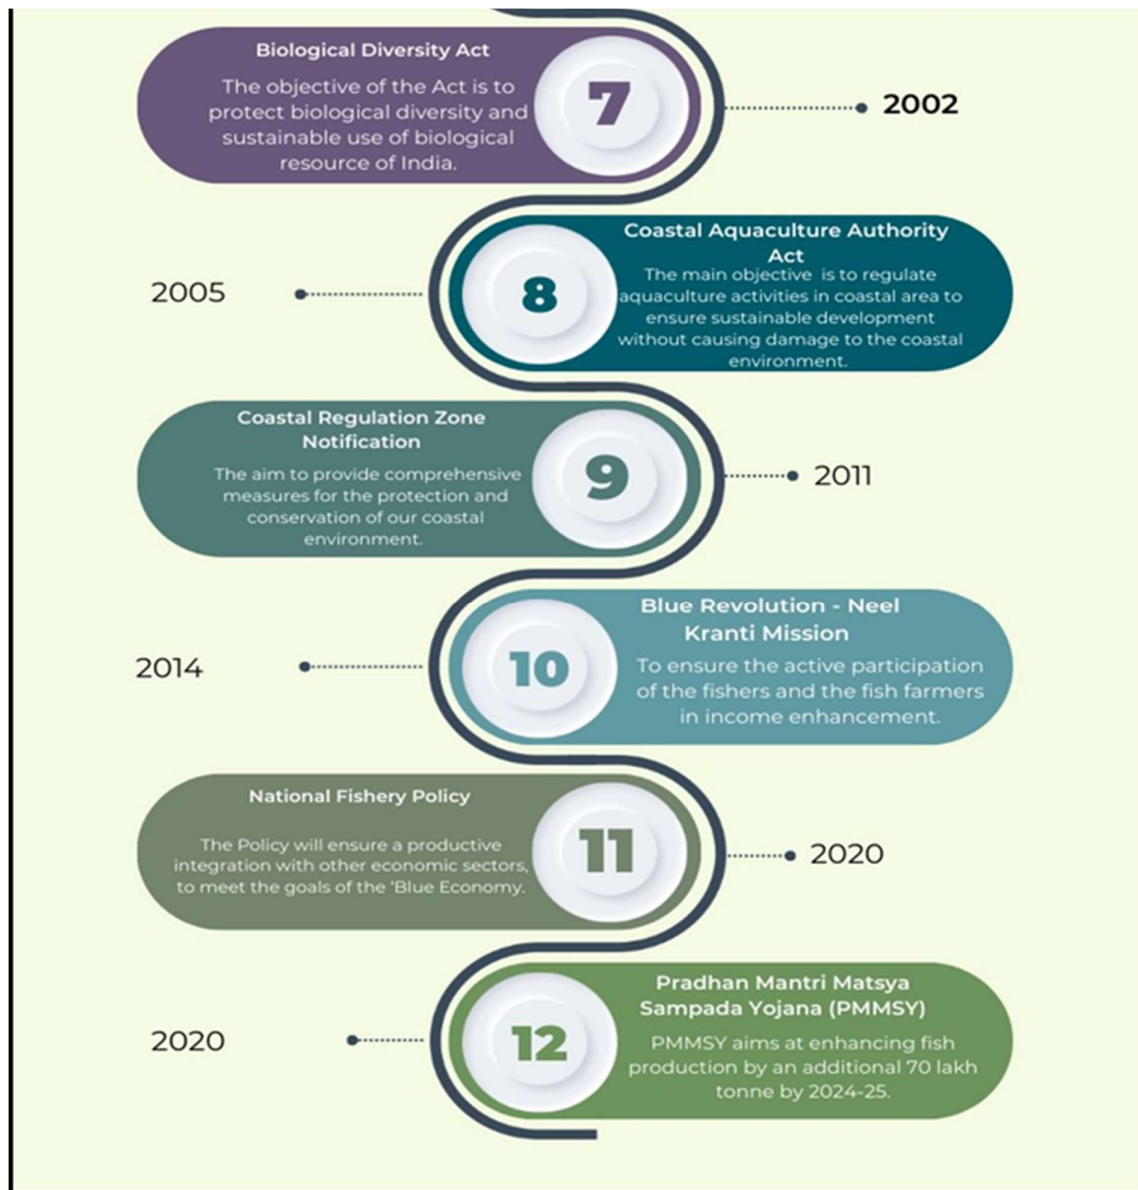 Biological Diversity Act
The objective of the Act is to
protect biological diversity and
sustainable use of biological
resource of India.
7
2002
2005
8
Coastal Aquaculture Authority
Act
The main objective is to regulate
aquaculture activities in coastal area to
ensure sustainable development
without causing damage to the coastal
environment.
Coastal Regulation Zone
Notification
The aim to provide comprehensive
measures for the protection and
conservation of our coastal
environment.
9
2011
2014
10
Blue Revolution - Neel
Kranti Mission
To ensure the active participation
of the fishers and the fish farmers
in income enhancement.
National Fishery Policy
The Policy will ensure a productive
integration with other economic sectors,
to meet the goals of the 'Blue Economy.
11
2020
2020
12
Pradhan Mantri Matsya
Sampada Yojana (PMMSY)
PMMSY aims at enhancing fish
production by an additional 70 lakh
tonne by 2024-25.